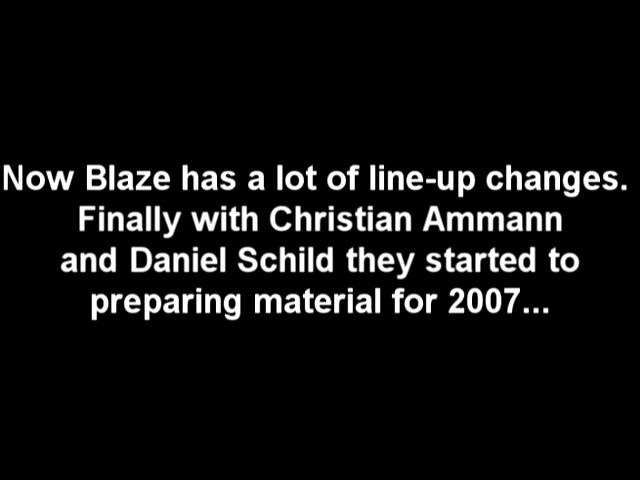 Now Blaze has a lot of line-up changes.
Finally with Christian Ammann
and Daniel Schild they started to
preparing material for 2007...